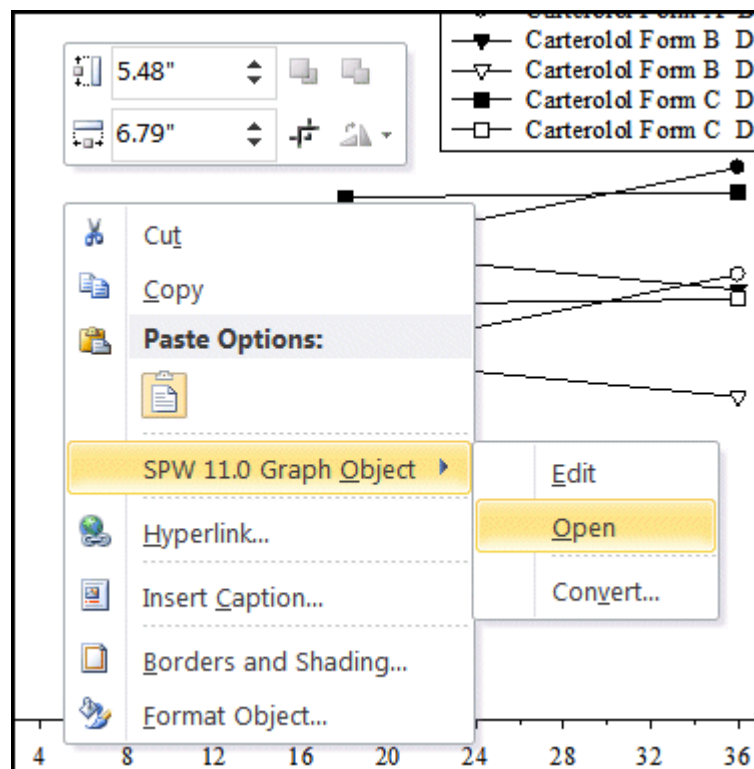 Carterolol Form A D
Carterolol Form B D
Carterolol Form B D
Carterolol Form C D
Carterolol Form C D
5.48"
6.79"
Cut
Copy
Paste Options:
SPW 11.0 Graph Object
Edit
Open
Convert...
Hyperlink...
Insert Caption...
Borders and Shading...
Format Object...
4 8 12 16 20 24 28 32 36